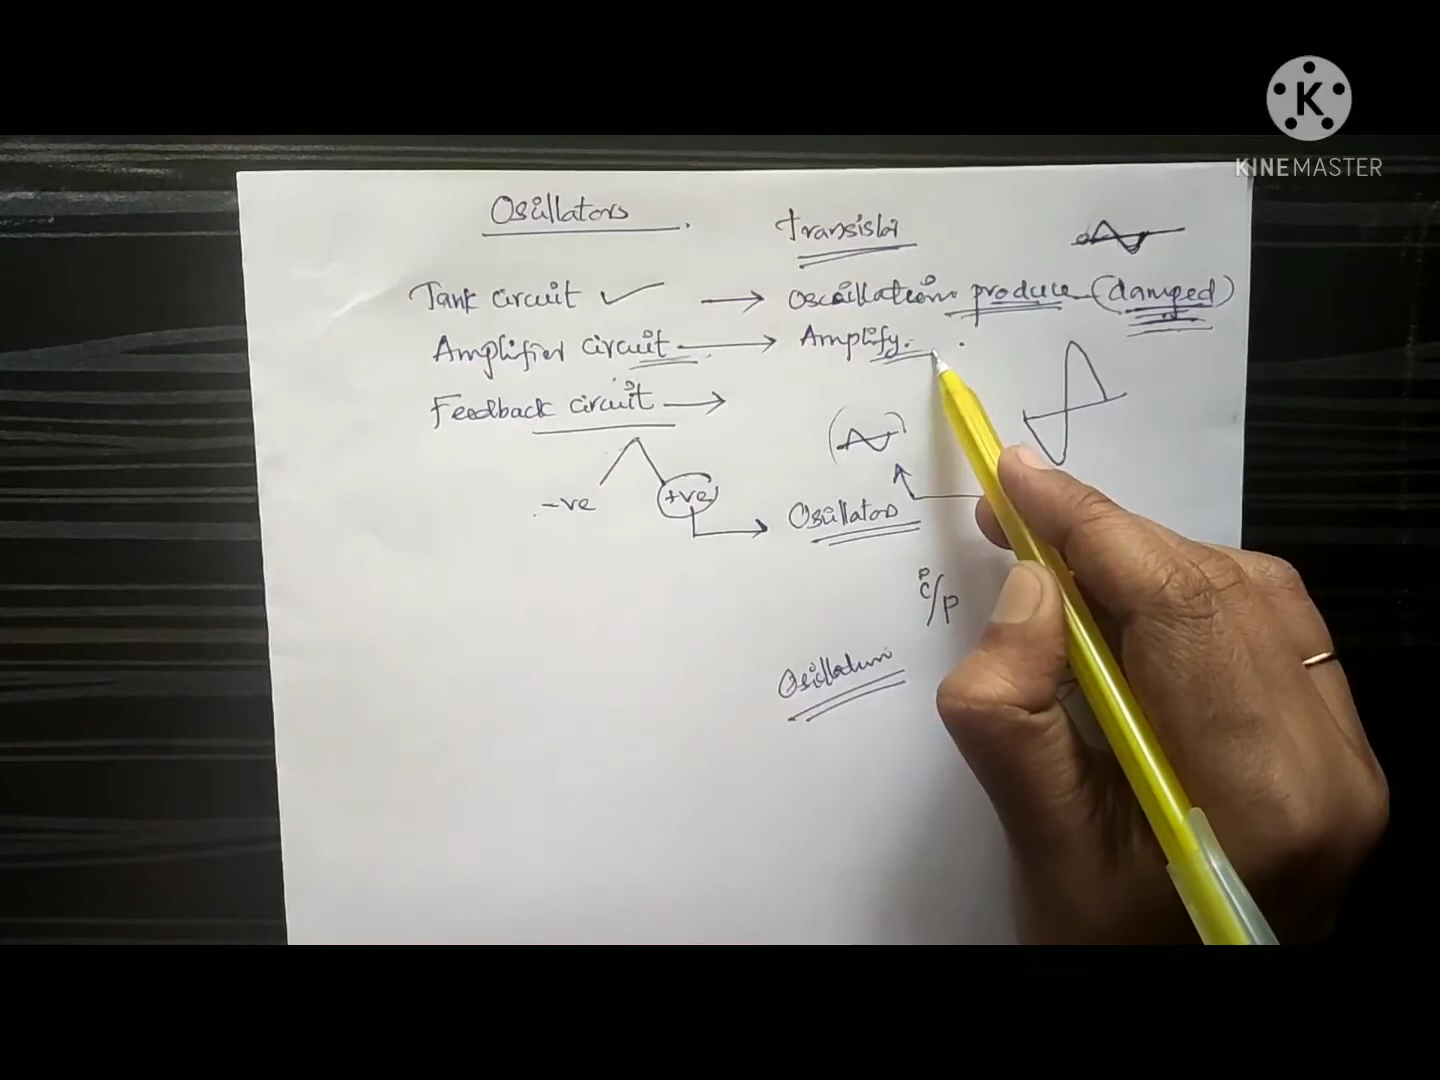 K
KINEMASTER
Oscillators
Transistor
Tank circuit ✓ → Oscillations produce (damped)
Amplifier circuit → Amplify.
Feedback circuit →
-ve
+ve → Oscillators
i/p
Oscillation